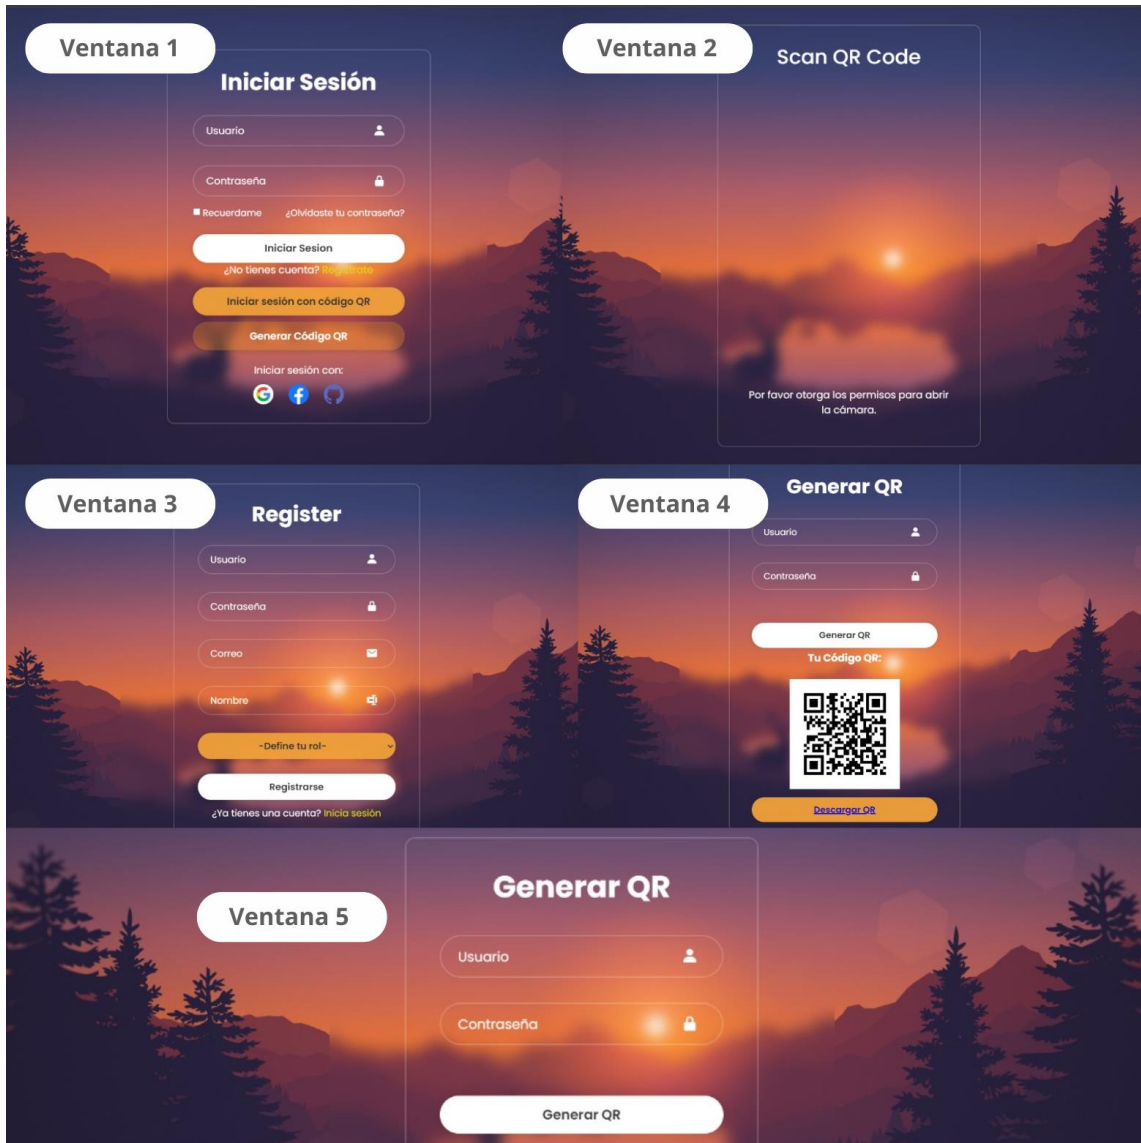 Ventana 1
Iniciar Sesión
Usuario
Contraseña
Recuerdame ¿Olvidaste tu contraseña?
Iniciar Sesion
¿No tienes cuenta? Regístrate
Iniciar sesión con código QR
Generar Código QR
Iniciar sesión con:
Ventana 2
Scan QR Code
Por favor otorga los permisos para abrir
la cámara.
Ventana 3
Register
Usuario
Contraseña
Correo
Nombre
-Define tu rol-
Registrarse
¿Ya tienes una cuenta? Inicia sesión
Ventana 4
Generar QR
Usuario
Contraseña
Generar QR
Tu Código QR:
Descargar QR
Ventana 5
Generar QR
Usuario
Contraseña
Generar QR